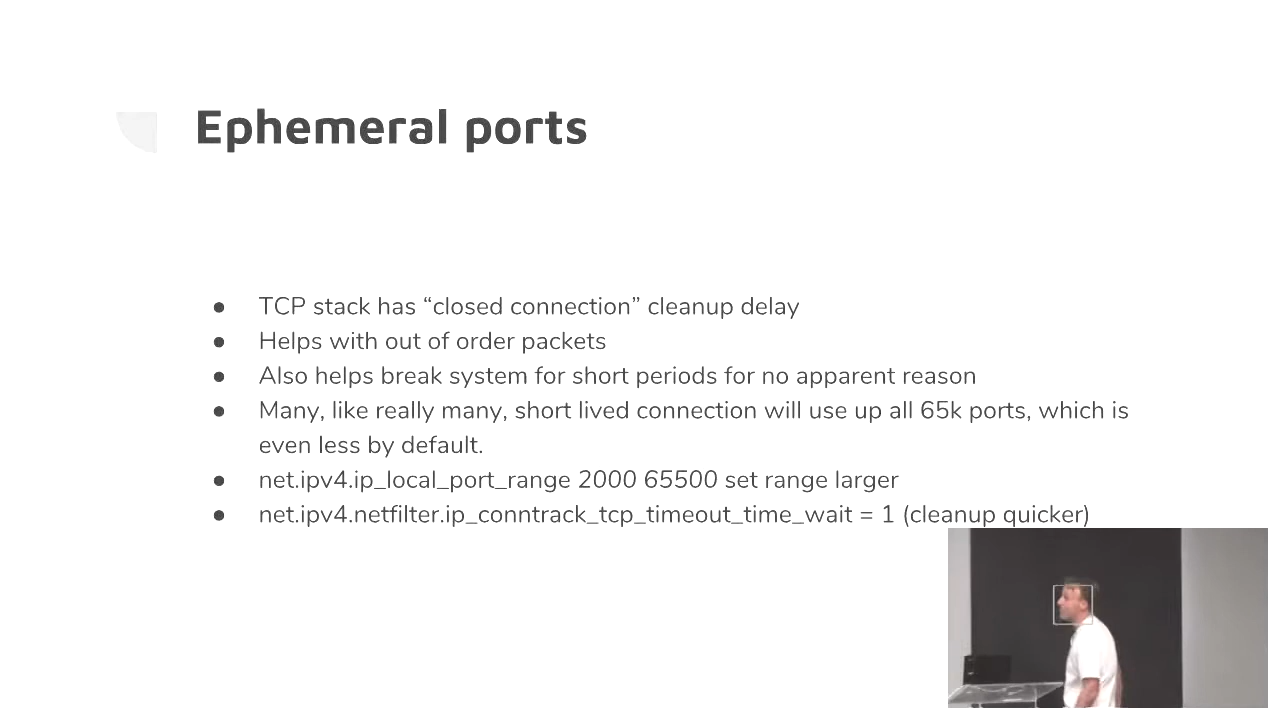 Ephemeral ports
● TCP stack has “closed connection” cleanup delay
● Helps with out of order packets
● Also helps break system for short periods for no apparent reason
● Many, like really many, short lived connection will use up all 65k ports, which is
even less by default.
● net.ipv4.ip_local_port_range 2000 65500 set range larger
● net.ipv4.netfilter.ip_conntrack_tcp_timeout_time_wait = 1 (cleanup quicker)